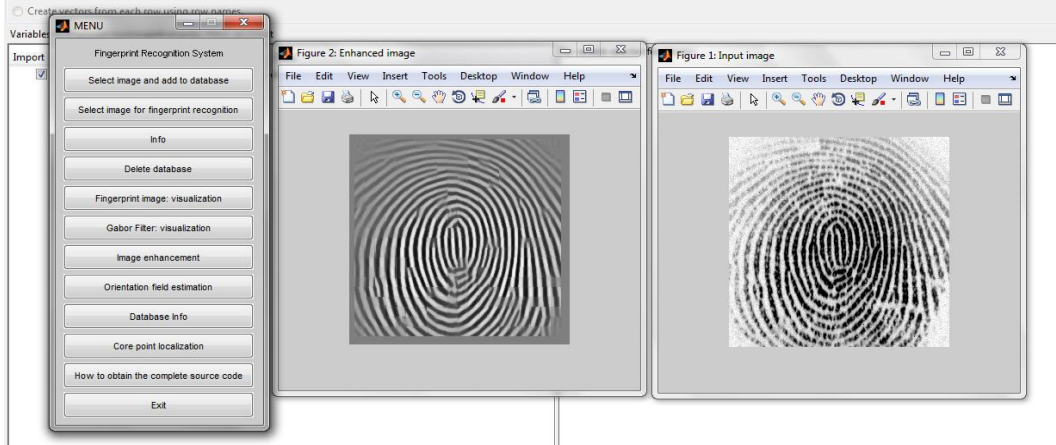 Create vectors from each row using row names.
Variables
Import
MENU
Fingerprint Recognition System
Select image and add to database
Select image for fingerprint recognition
Info
Delete database
Fingerprint image: visualization
Gabor Filter: visualization
Image enhancement
Orientation field estimation
Database Info
Core point localization
How to obtain the complete source code
Exit
Figure 2: Enhanced image
File Edit View Insert Tools Desktop Window Help
Figure 1: Input image
File Edit View Insert Tools Desktop Window Help